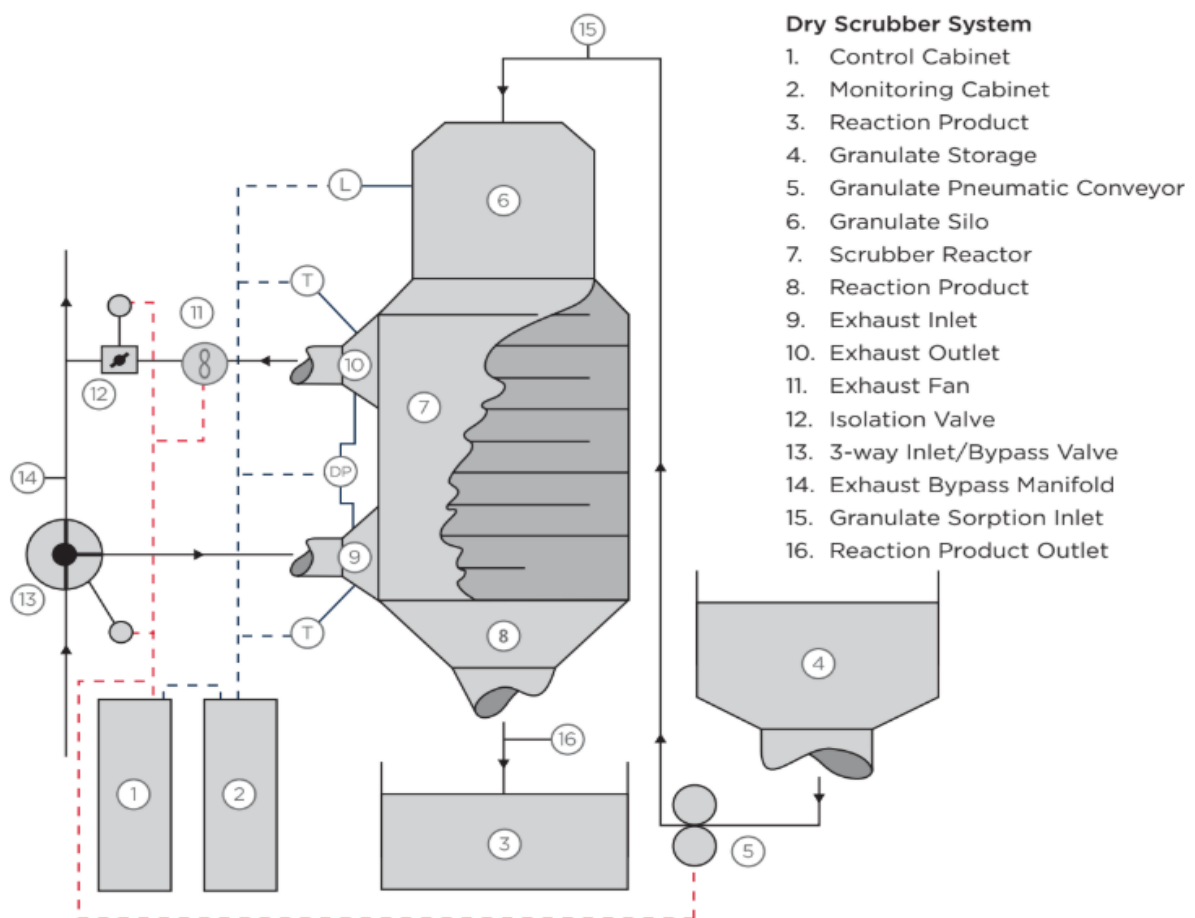 Dry Scrubber System
1. Control Cabinet
2. Monitoring Cabinet
3. Reaction Product
4. Granulate Storage
5. Granulate Pneumatic Conveyor
6. Granulate Silo
7. Scrubber Reactor
8. Reaction Product
9. Exhaust Inlet
10. Exhaust Outlet
11. Exhaust Fan
12. Isolation Valve
13. 3-way Inlet/Bypass Valve
14. Exhaust Bypass Manifold
15. Granulate Sorption Inlet
16. Reaction Product Outlet
15
L
6
T
11
10
12
7
DP
14
9
13
T
8
4
16
1
2
3
5